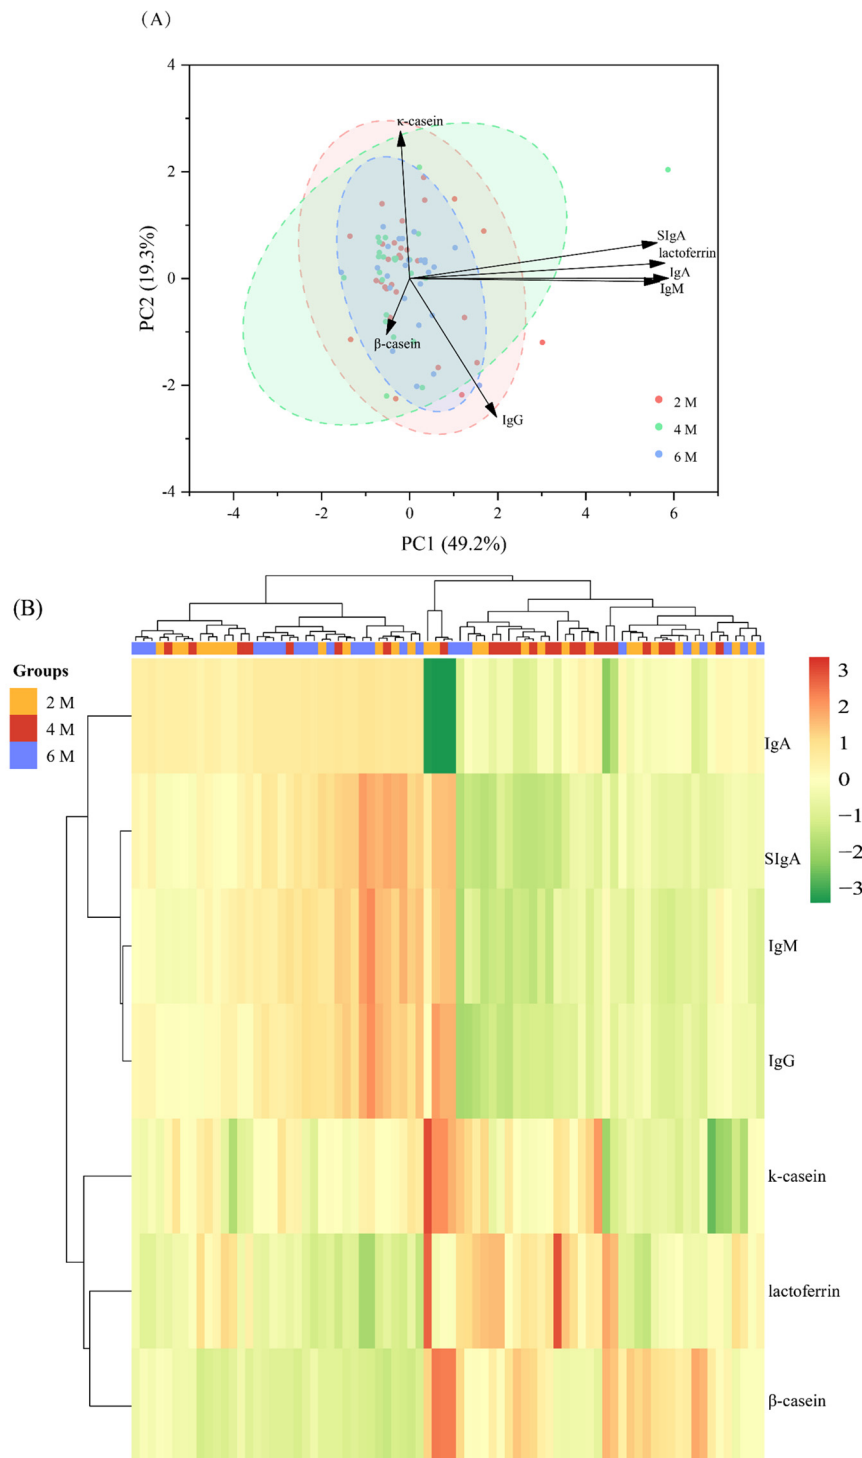 (A)
4
2
0
-2
-4
PC2 (19.3%)
κ-casein
SIgA
lactoferrin
IgA
IgM
β-casein
IgG
2 M
4 M
6 M
-4
-2
0
2
4
6
PC1 (49.2%)
(B)
Groups
2 M
4 M
6 M
IgA
SIgA
IgM
IgG
k-casein
lactoferrin
β-casein
3
2
1
0
−1
−2
−3